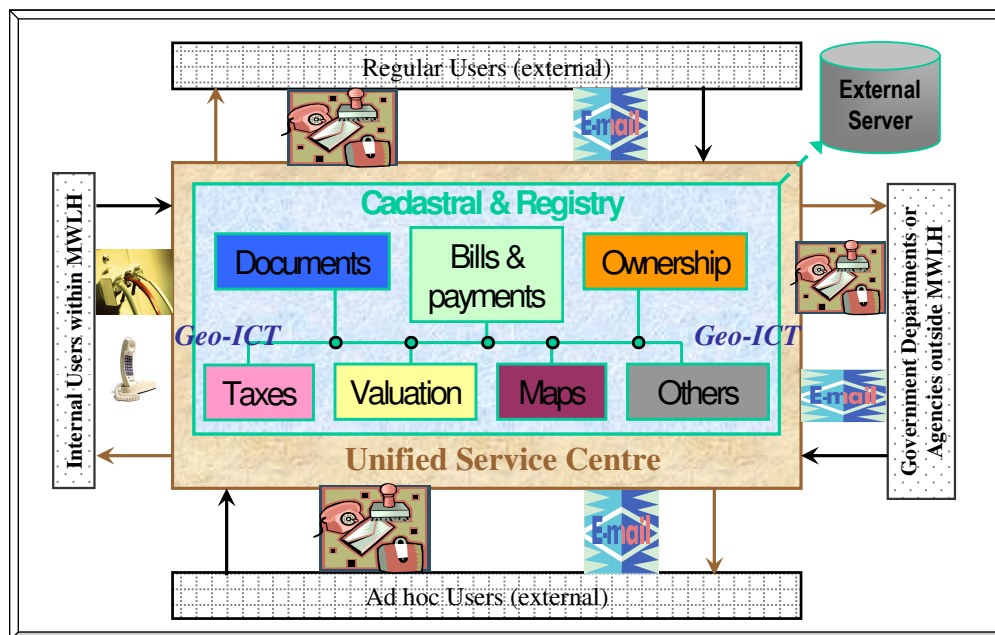 Regular Users (external)
E-mail
External
Server
Internal Users within MWLH
Cadastral & Registry
Documents
Bills &
payments
Ownership
Geo-ICT
Geo-ICT
Taxes
Valuation
Maps
Others
Unified Service Centre
Government Departments or
Agencies outside MWLH
E-mail
E-mail
Ad hoc Users (external)